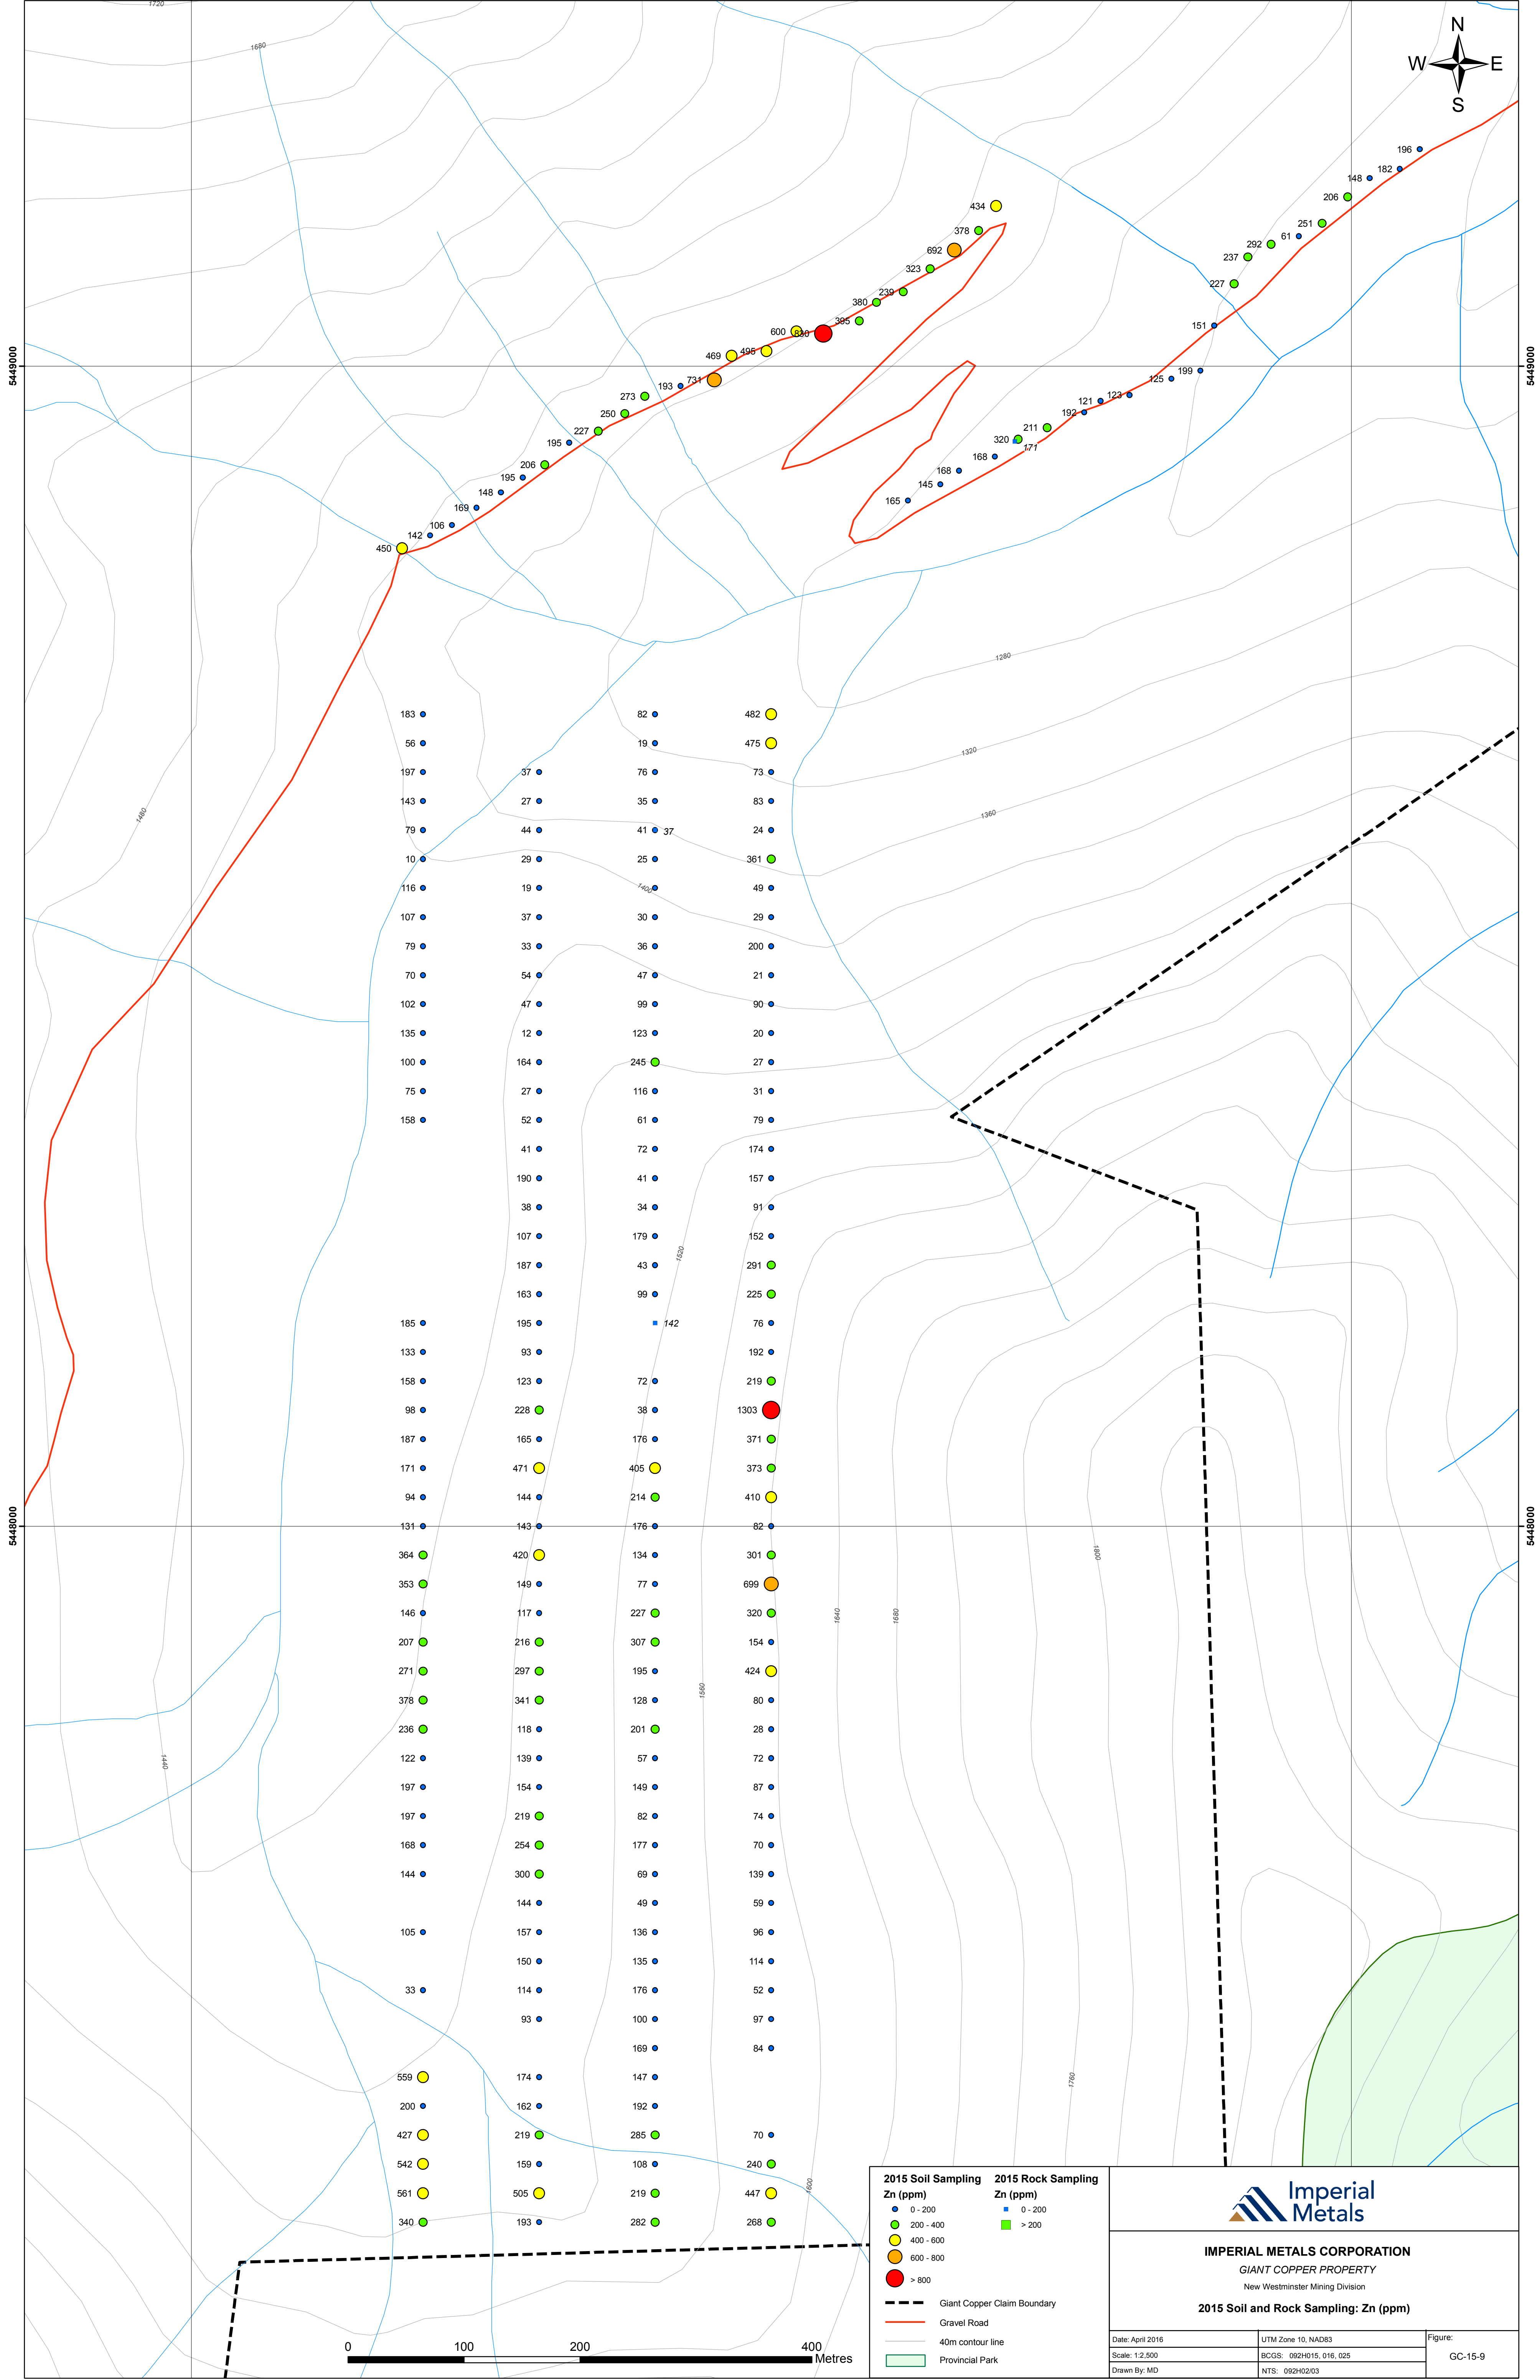 1720
1680
N
W E
S
196
182
148
206
251
61
292
237
227
151
199
125
123
121
192
211
320
171
168
168
145
165
434
378
692
323
239
380
395
830
600
495
469
731
193
273
250
227
195
206
195
148
169
106
142
450
5449000
5449000
1280
1320
1360
1400
1480
1520
183 82 482
56 19 475
197 37 76 73
143 27 35 83
79 44 41 37 24
10 29 25 361
116 19 49
107 37 30 29
79 33 36 200
70 54 47 21
102 47 99 90
135 12 123 20
100 164 245 27
75 27 116 31
158 52 61 79
41 72 174
190 41 157
38 34 91
107 179 152
187 43 291
163 99 225
185 195 142 76
133 93 192
158 123 72 219
98 228 38 1303
187 165 176 371
171 471 405 373
94 144 214 410
5448000
5448000
131 143 176 82
364 420 134 301
353 149 77 699
146 117 227 320
207 216 307 154
271 297 195 424
378 341 128 80
236 118 201 28
122 139 57 72
197 154 149 87
197 219 82 74
168 254 177 70
144 300 69 139
144 49 59
105 157 136 96
150 135 114
33 114 176 52
93 100 97
169 84
559 174 147
200 162 192
427 219 285 70
542 159 108 240
561 505 219 447
340 193 282 268
1800
1640
1680
1560
1440
1760
1600
0 100 200 400
Metres
2015 Soil Sampling
Zn (ppm)
0 - 200
200 - 400
400 - 600
600 - 800
> 800
2015 Rock Sampling
Zn (ppm)
0 - 200
> 200
Giant Copper Claim Boundary
Gravel Road
40m contour line
Provincial Park
Imperial
Metals
IMPERIAL METALS CORPORATION
GIANT COPPER PROPERTY
New Westminster Mining Division
2015 Soil and Rock Sampling: Zn (ppm)
Date: April 2016
UTM Zone 10, NAD83
Figure:
Scale: 1:2,500
BCGS: 092H015, 016, 025
GC-15-9
Drawn By: MD
NTS: 092H02/03